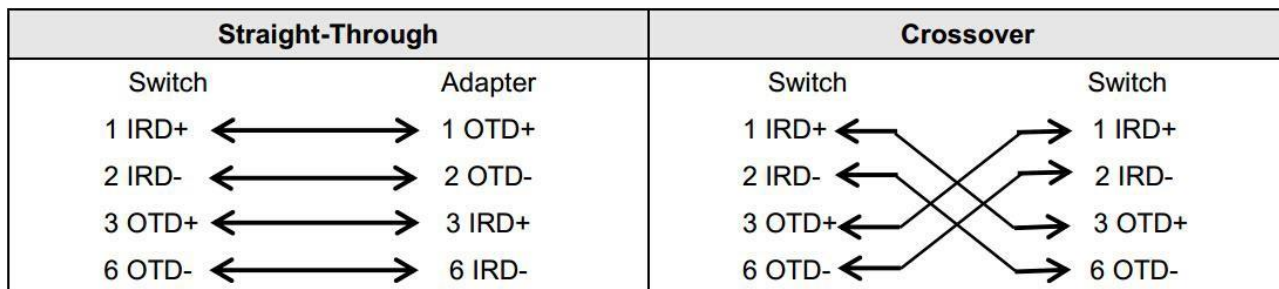 Straight-Through Crossover
Switch Adapter Switch Switch
1 IRD+ 1 OTD+ 1 IRD+ 1 IRD+
2 IRD- 2 OTD- 2 IRD- 2 IRD-
3 OTD+ 3 IRD+ 3 OTD+ 3 OTD+
6 OTD- 6 IRD- 6 OTD- 6 OTD-